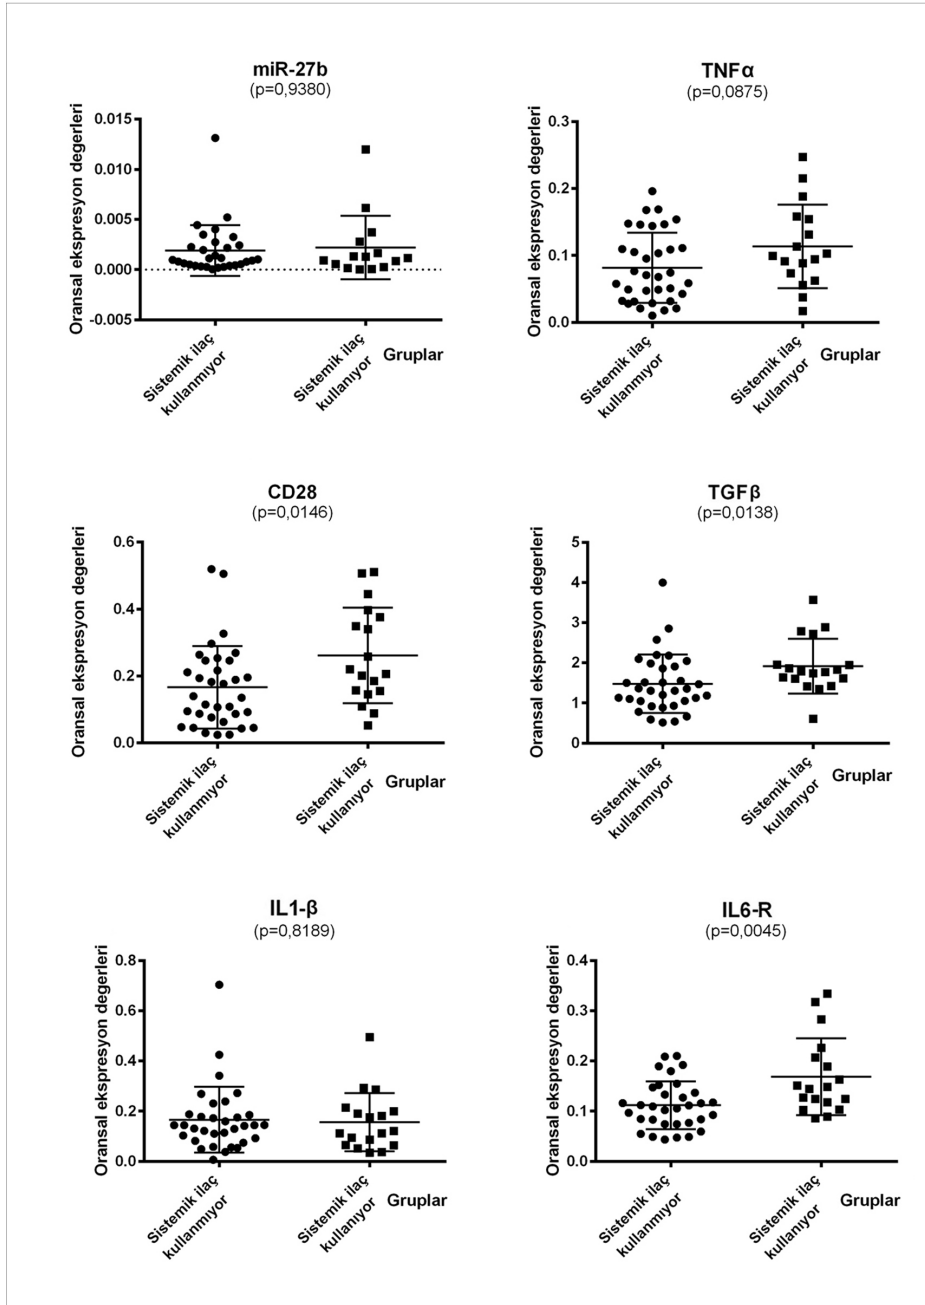 miR-27b
(p=0,9380)
Oransal ekspresyon degerleri
0.015
0.010
0.005
0.000
-0.005
Sistemik ilaç
kullanmıyor
Sistemik ilaç
kullanıyor
Gruplar
TNFα
(p=0,0875)
Oransal ekspresyon degerleri
0.3
0.2
0.1
0.0
Sistemik ilaç
kullanmıyor
Sistemik ilaç
kullanıyor
Gruplar
CD28
(p=0,0146)
Oransal ekspresyon degerleri
0.6
0.4
0.2
0.0
Sistemik ilaç
kullanmıyor
Sistemik ilaç
kullanıyor
Gruplar
TGFβ
(p=0,0138)
Oransal ekspresyon degerleri
5
4
3
2
1
0
Sistemik ilaç
kullanmıyor
Sistemik ilaç
kullanıyor
Gruplar
IL1-β
(p=0,8189)
Oransal ekspresyon degerleri
0.8
0.6
0.4
0.2
0.0
Sistemik ilaç
kullanmıyor
Sistemik ilaç
kullanıyor
Gruplar
IL6-R
(p=0,0045)
Oransal ekspresyon degerleri
0.4
0.3
0.2
0.1
0.0
Sistemik ilaç
kullanmıyor
Sistemik ilaç
kullanıyor
Gruplar